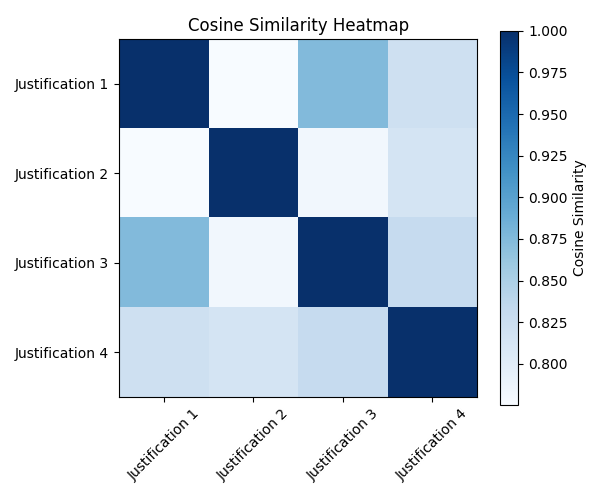 Cosine Similarity Heatmap
Justification 1
Justification 2
Justification 3
Justification 4
Justification 1
Justification 2
Justification 3
Justification 4
1.000
0.975
0.950
0.925
0.900
0.875
0.850
0.825
0.800
Cosine Similarity